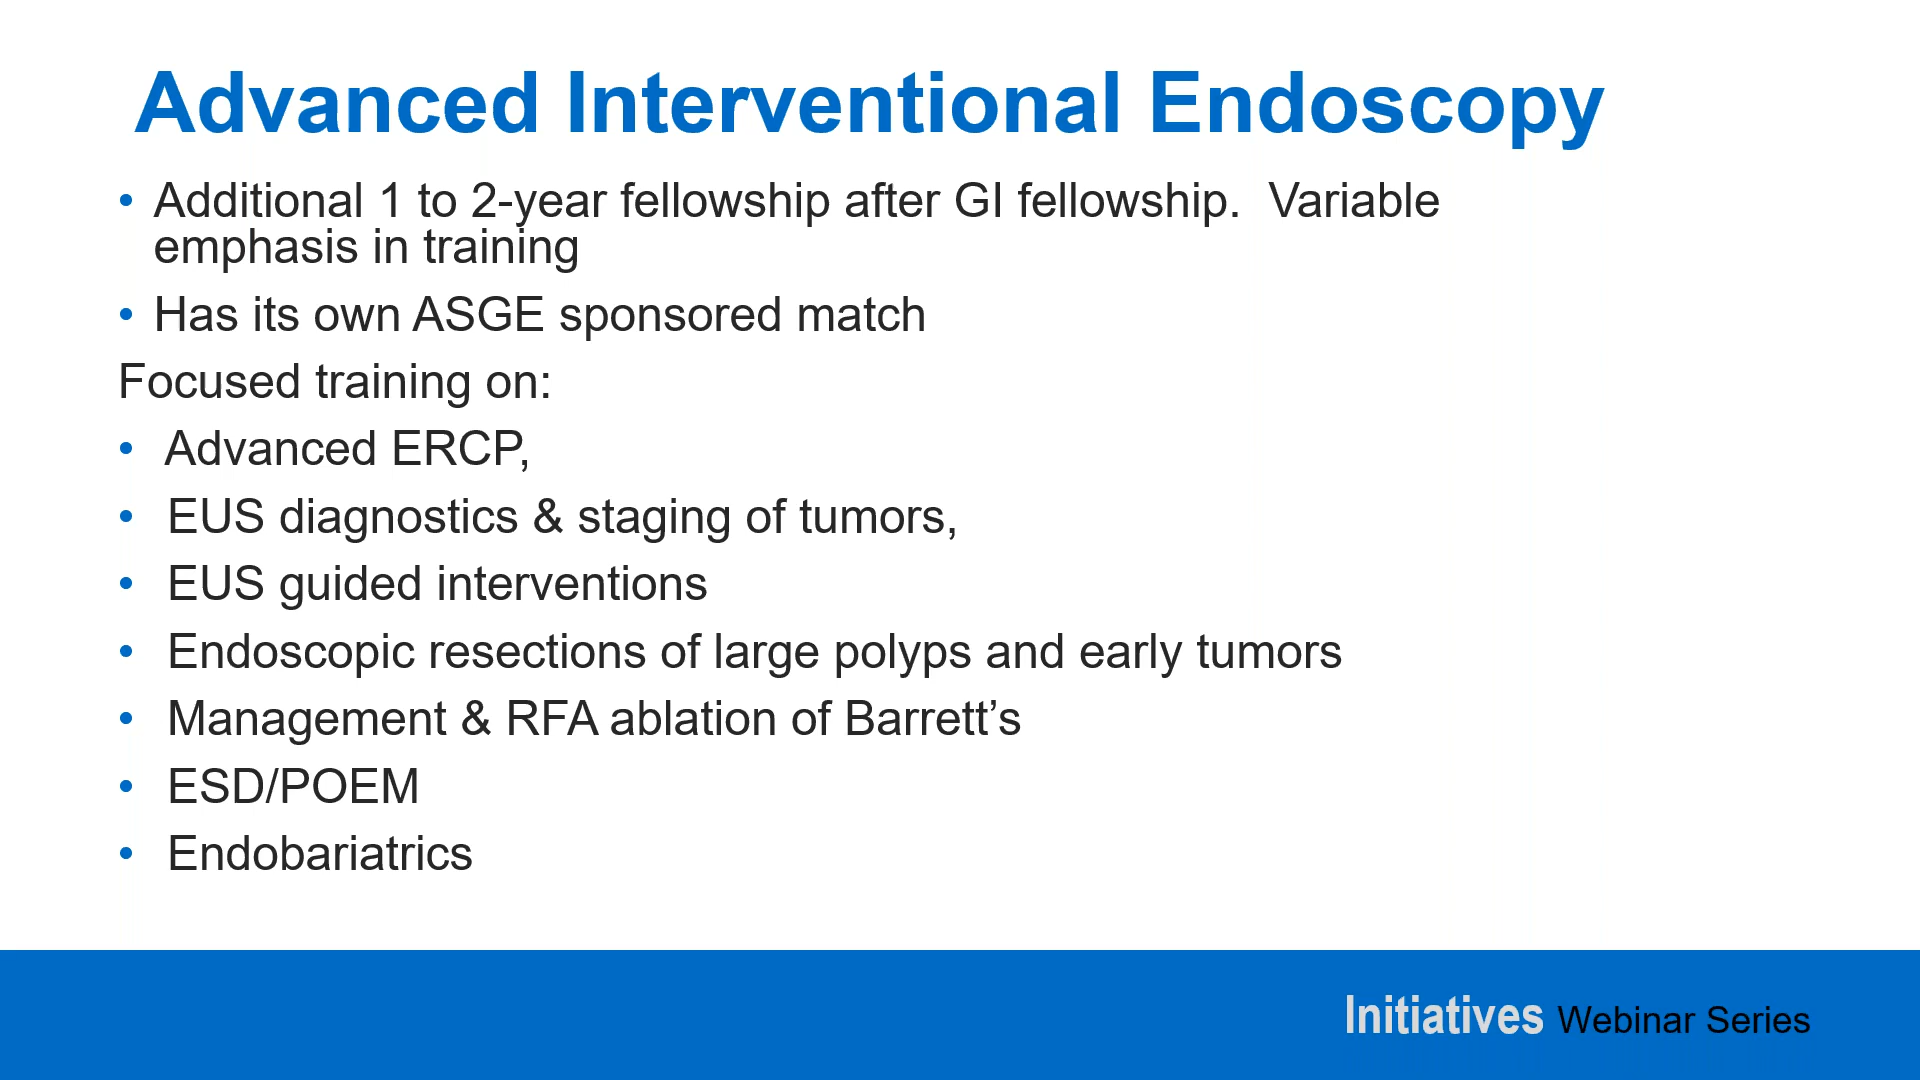 Advanced Interventional Endoscopy
• Additional 1 to 2-year fellowship after GI fellowship.  Variable
emphasis in training
• Has its own ASGE sponsored match
Focused training on:
• Advanced ERCP,
• EUS diagnostics & staging of tumors,
• EUS guided interventions
• Endoscopic resections of large polyps and early tumors
• Management & RFA ablation of Barrett’s
• ESD/POEM
• Endobariatrics
Initiatives Webinar Series